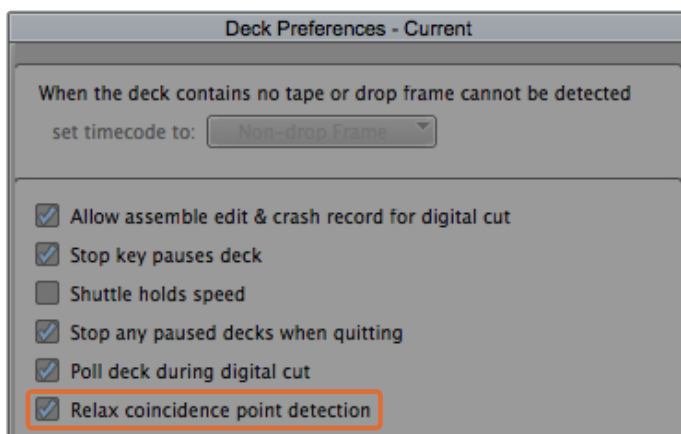 Deck Preferences - Current
When the deck contains no tape or drop frame cannot be detected
set timecode to: Non-drop Frame
Allow assemble edit & crash record for digital cut
Stop key pauses deck
Shuttle holds speed
Stop any paused decks when quitting
Poll deck during digital cut
Relax coincidence point detection